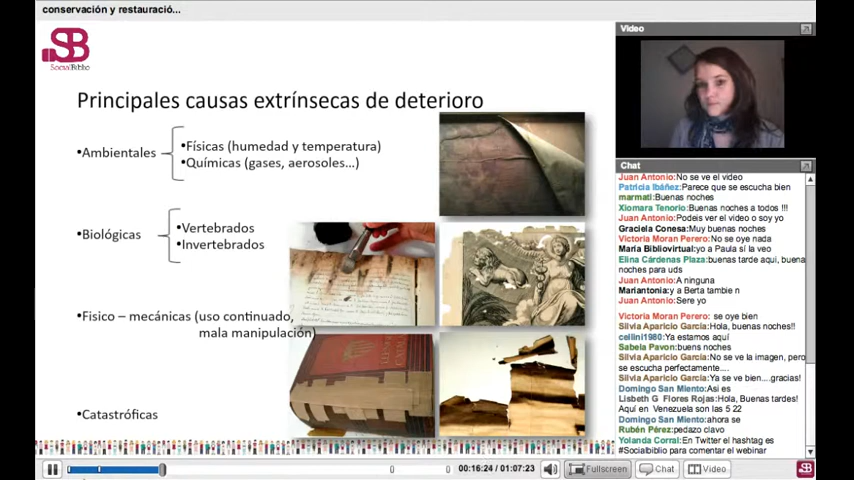 conservación y restauració...
SB
SocialBiblio
Principales causas extrínsecas de deterioro
•Ambientales
•Físicas (humedad y temperatura)
•Químicas (gases, aerosoles...)
•Biológicas
•Vertebrados
•Invertebrados
•Fisico – mecánicas (uso continuado,
mala manipulación)
•Catastróficas
Video
Chat
Juan Antonio:No se ve el video
Patricia Ibáñez:Parece que se escucha bien
marmati:Buenas noches
Xiomara Tenorio:Buenas noches a todos !!!
Juan Antonio:Podeis ver el video o soy yo
Graciela Conesa:Muy buenas noches
Victoria Moran Perero:No se oye nada
María Bibliovirtual:yo a Paula sí la veo
Elina Cárdenas Plaza:buenas tarde aqui, buena
noches para uds
Juan Antonio:A ninguna
Mariantonia:y a Berta tambie n
Juan Antonio:Sere yo
Victoria Moran Perero: se oye bien
Silvia Aparicio García:Hola, buenas noches!!
cellini1980:Ya estamos aquí
Sabela Pavon:buens noches
Silvia Aparicio García:No se ve la imagen, pero
se escucha perfectamente....
Silvia Aparicio García:Ya se ve bien....gracias!
Domingo San Miento:Asi es
Lisbeth G Flores Rojas:Hola, Buenas tardes!
Aquí en Venezuela son las 5 22
Domingo San Miento:ahora se
Rubén Pérez:pedazo clavo
Yolanda Corral:En Twitter el hashtag es
#Socialbiblio para comentar el webinar
00:16:24 / 01:07:23
Fullscreen
Chat
Video